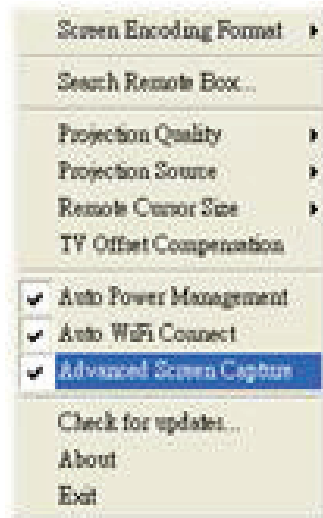 Screen Encoding Format
Search Remote Box...
Projection Quality
Projection Source
Remote Cursor Size
TV Offset Compensation
Auto Power Management
Auto WiFi Connect
Advanced Screen Capture
Check for updates...
About
Exit